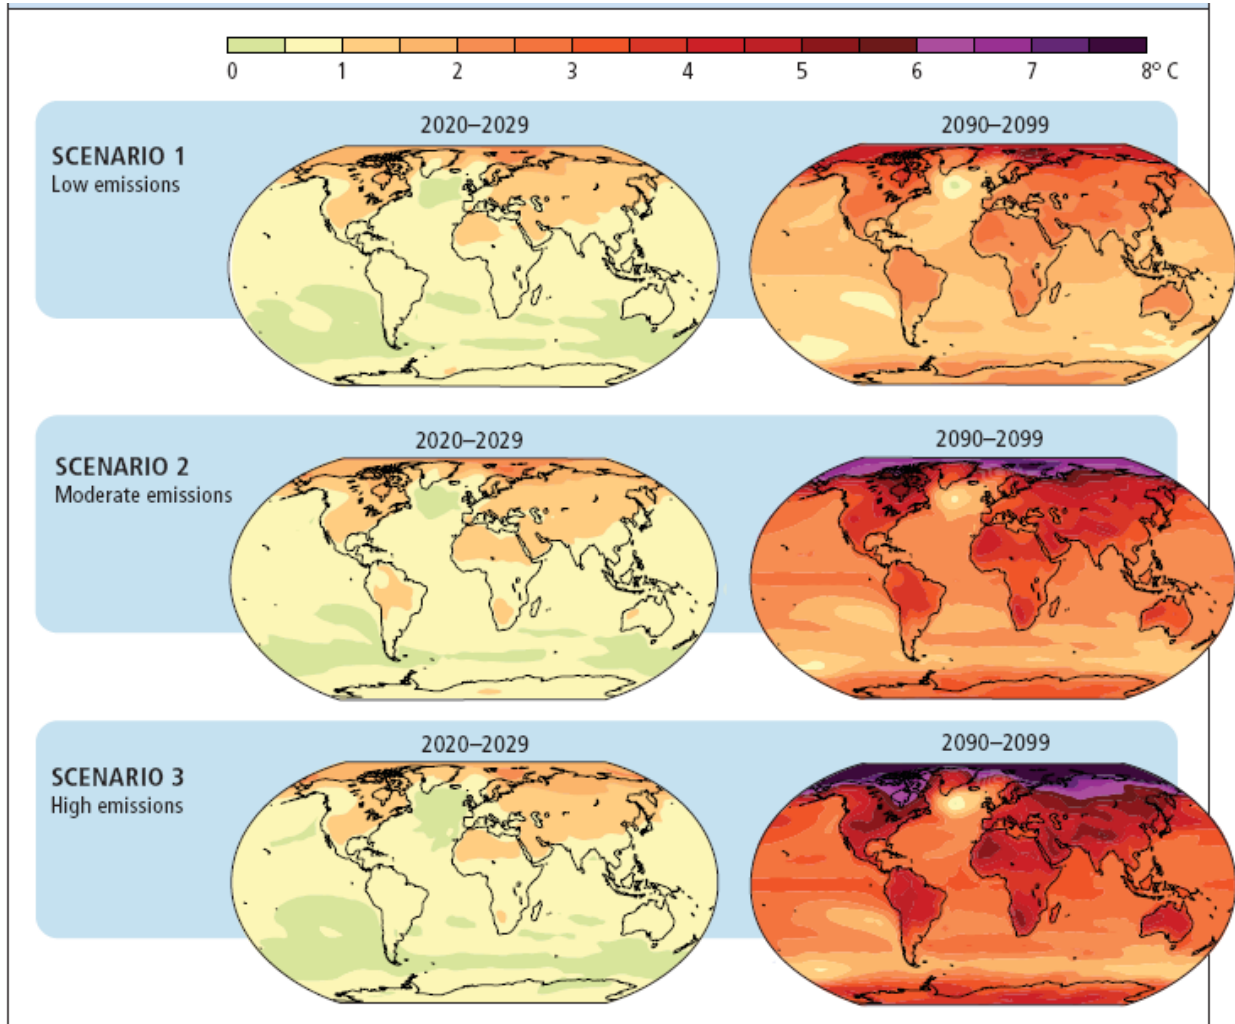 0 1 2 3 4 5 6 7 8° C
2020–2029
2090–2099
SCENARIO 1
Low emissions
2020–2029
2090–2099
SCENARIO 2
Moderate emissions
2020–2029
2090–2099
SCENARIO 3
High emissions